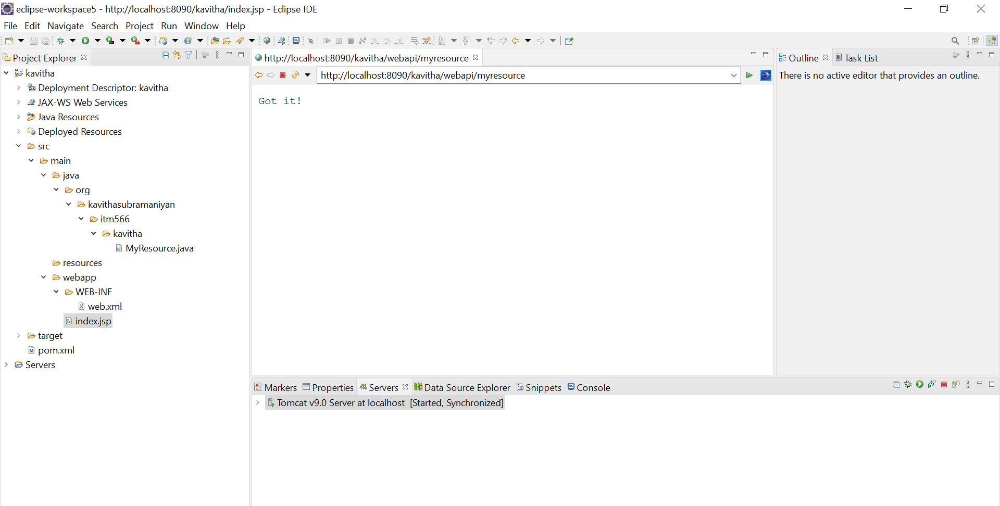 eclipse-workspace5 - http://localhost:8090/kavitha/index.jsp - Eclipse IDE
File Edit Navigate Search Project Run Window Help
Project Explorer
kavitha
Deployment Descriptor: kavitha
JAX-WS Web Services
Java Resources
Deployed Resources
src
main
java
org
kavithasubramaniyan
itm566
kavitha
MyResource.java
resources
webapp
WEB-INF
web.xml
index.jsp
target
pom.xml
Servers
http://localhost:8090/kavitha/webapi/myresource
http://localhost:8090/kavitha/webapi/myresource
Got it!
Outline Task List
There is no active editor that provides an outline.
Markers Properties Servers Data Source Explorer Snippets Console
Tomcat v9.0 Server at localhost [Started, Synchronized]